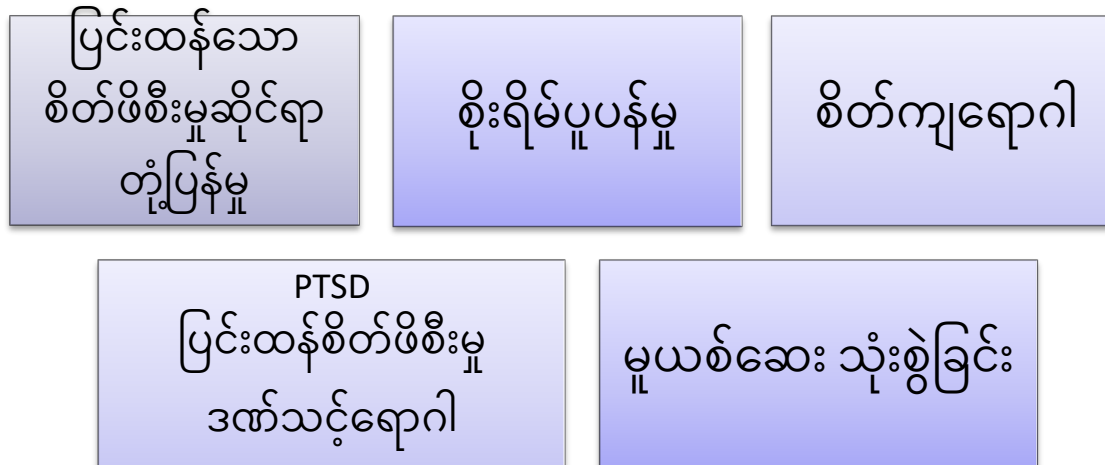 ပြင်းထန်သော
စိတ်ဖိစီးမှုဆိုင်ရာ
တုံ့ပြန်မှု
စိုးရိမ်ပူပန်မှု
စိတ်ကျရောဂါ
PTSD
ပြင်းထန်စိတ်ဖိစီးမှု
ဒဏ်သင့်ရောဂါ
မူယစ်ဆေး သုံးစွဲခြင်း